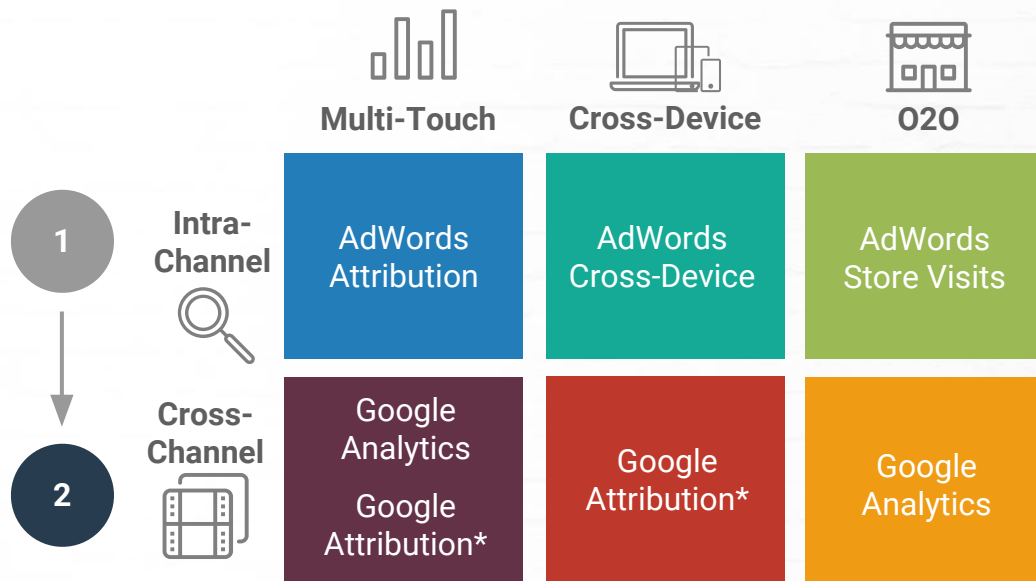 Multi-Touch
Cross-Device
O2O
1
Intra-
Channel
AdWords
Attribution
AdWords
Cross-Device
AdWords
Store Visits
2
Cross-
Channel
Google
Analytics
Google
Attribution*
Google
Attribution*
Google
Analytics